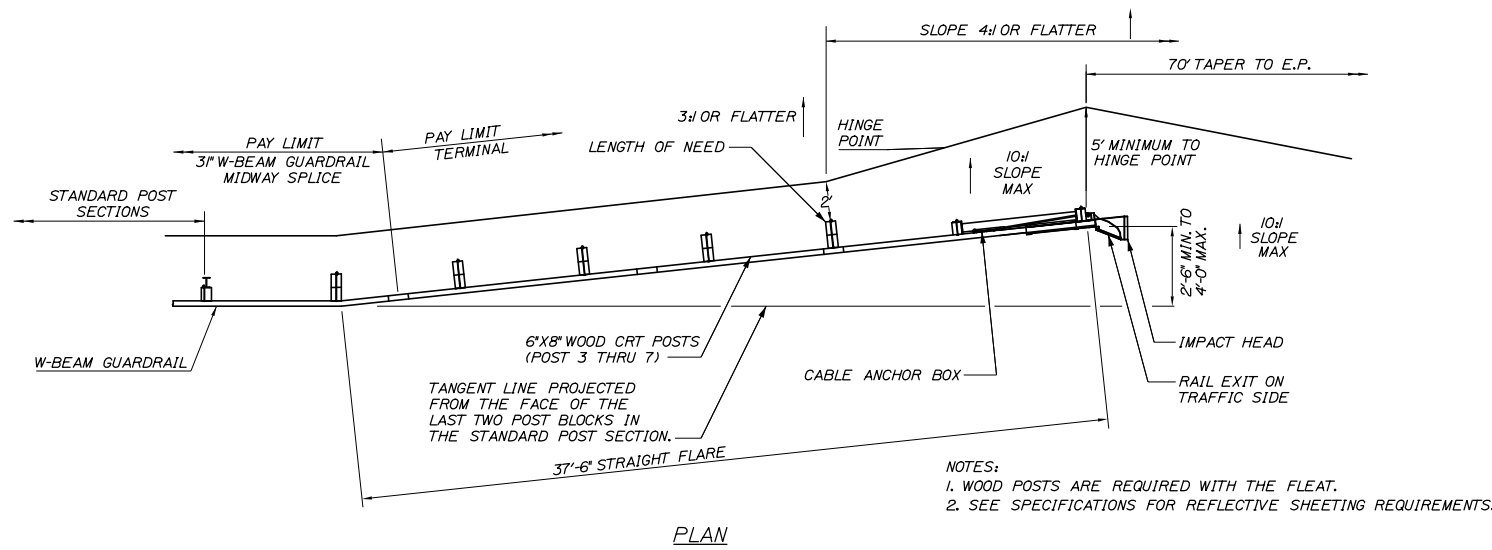 SLOPE 4:1 OR FLATTER
70' TAPER TO E.P.
3:1 OR FLATTER
HINGE
POINT
PAY LIMIT
31" W-BEAM GUARDRAIL
MIDWAY SPLICE
PAY LIMIT
TERMINAL
LENGTH OF NEED
10:1
SLOPE
MAX
5' MINIMUM TO
HINGE POINT
STANDARD POST
SECTIONS
2'
2'-6" MIN. TO
4'-0" MAX.
10:1
SLOPE
MAX
W-BEAM GUARDRAIL
6"X8" WOOD CRT POSTS
(POST 3 THRU 7)
CABLE ANCHOR BOX
IMPACT HEAD
RAIL EXIT ON
TRAFFIC SIDE
TANGENT LINE PROJECTED
FROM THE FACE OF THE
LAST TWO POST BLOCKS IN
THE STANDARD POST SECTION.
37'-6" STRAIGHT FLARE
NOTES:
1. WOOD POSTS ARE REQUIRED WITH THE FLEAT.
2. SEE SPECIFICATIONS FOR REFLECTIVE SHEETING REQUIREMENTS.
PLAN